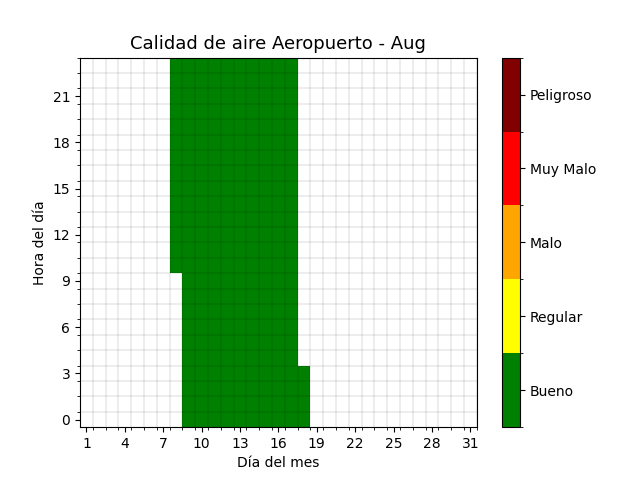 Calidad de aire Aeropuerto - Aug
Hora del día
21
18
15
12
9
6
3
0
1 4 7 10 13 16 19 22 25 28 31
Día del mes
Peligroso
Muy Malo
Malo
Regular
Bueno